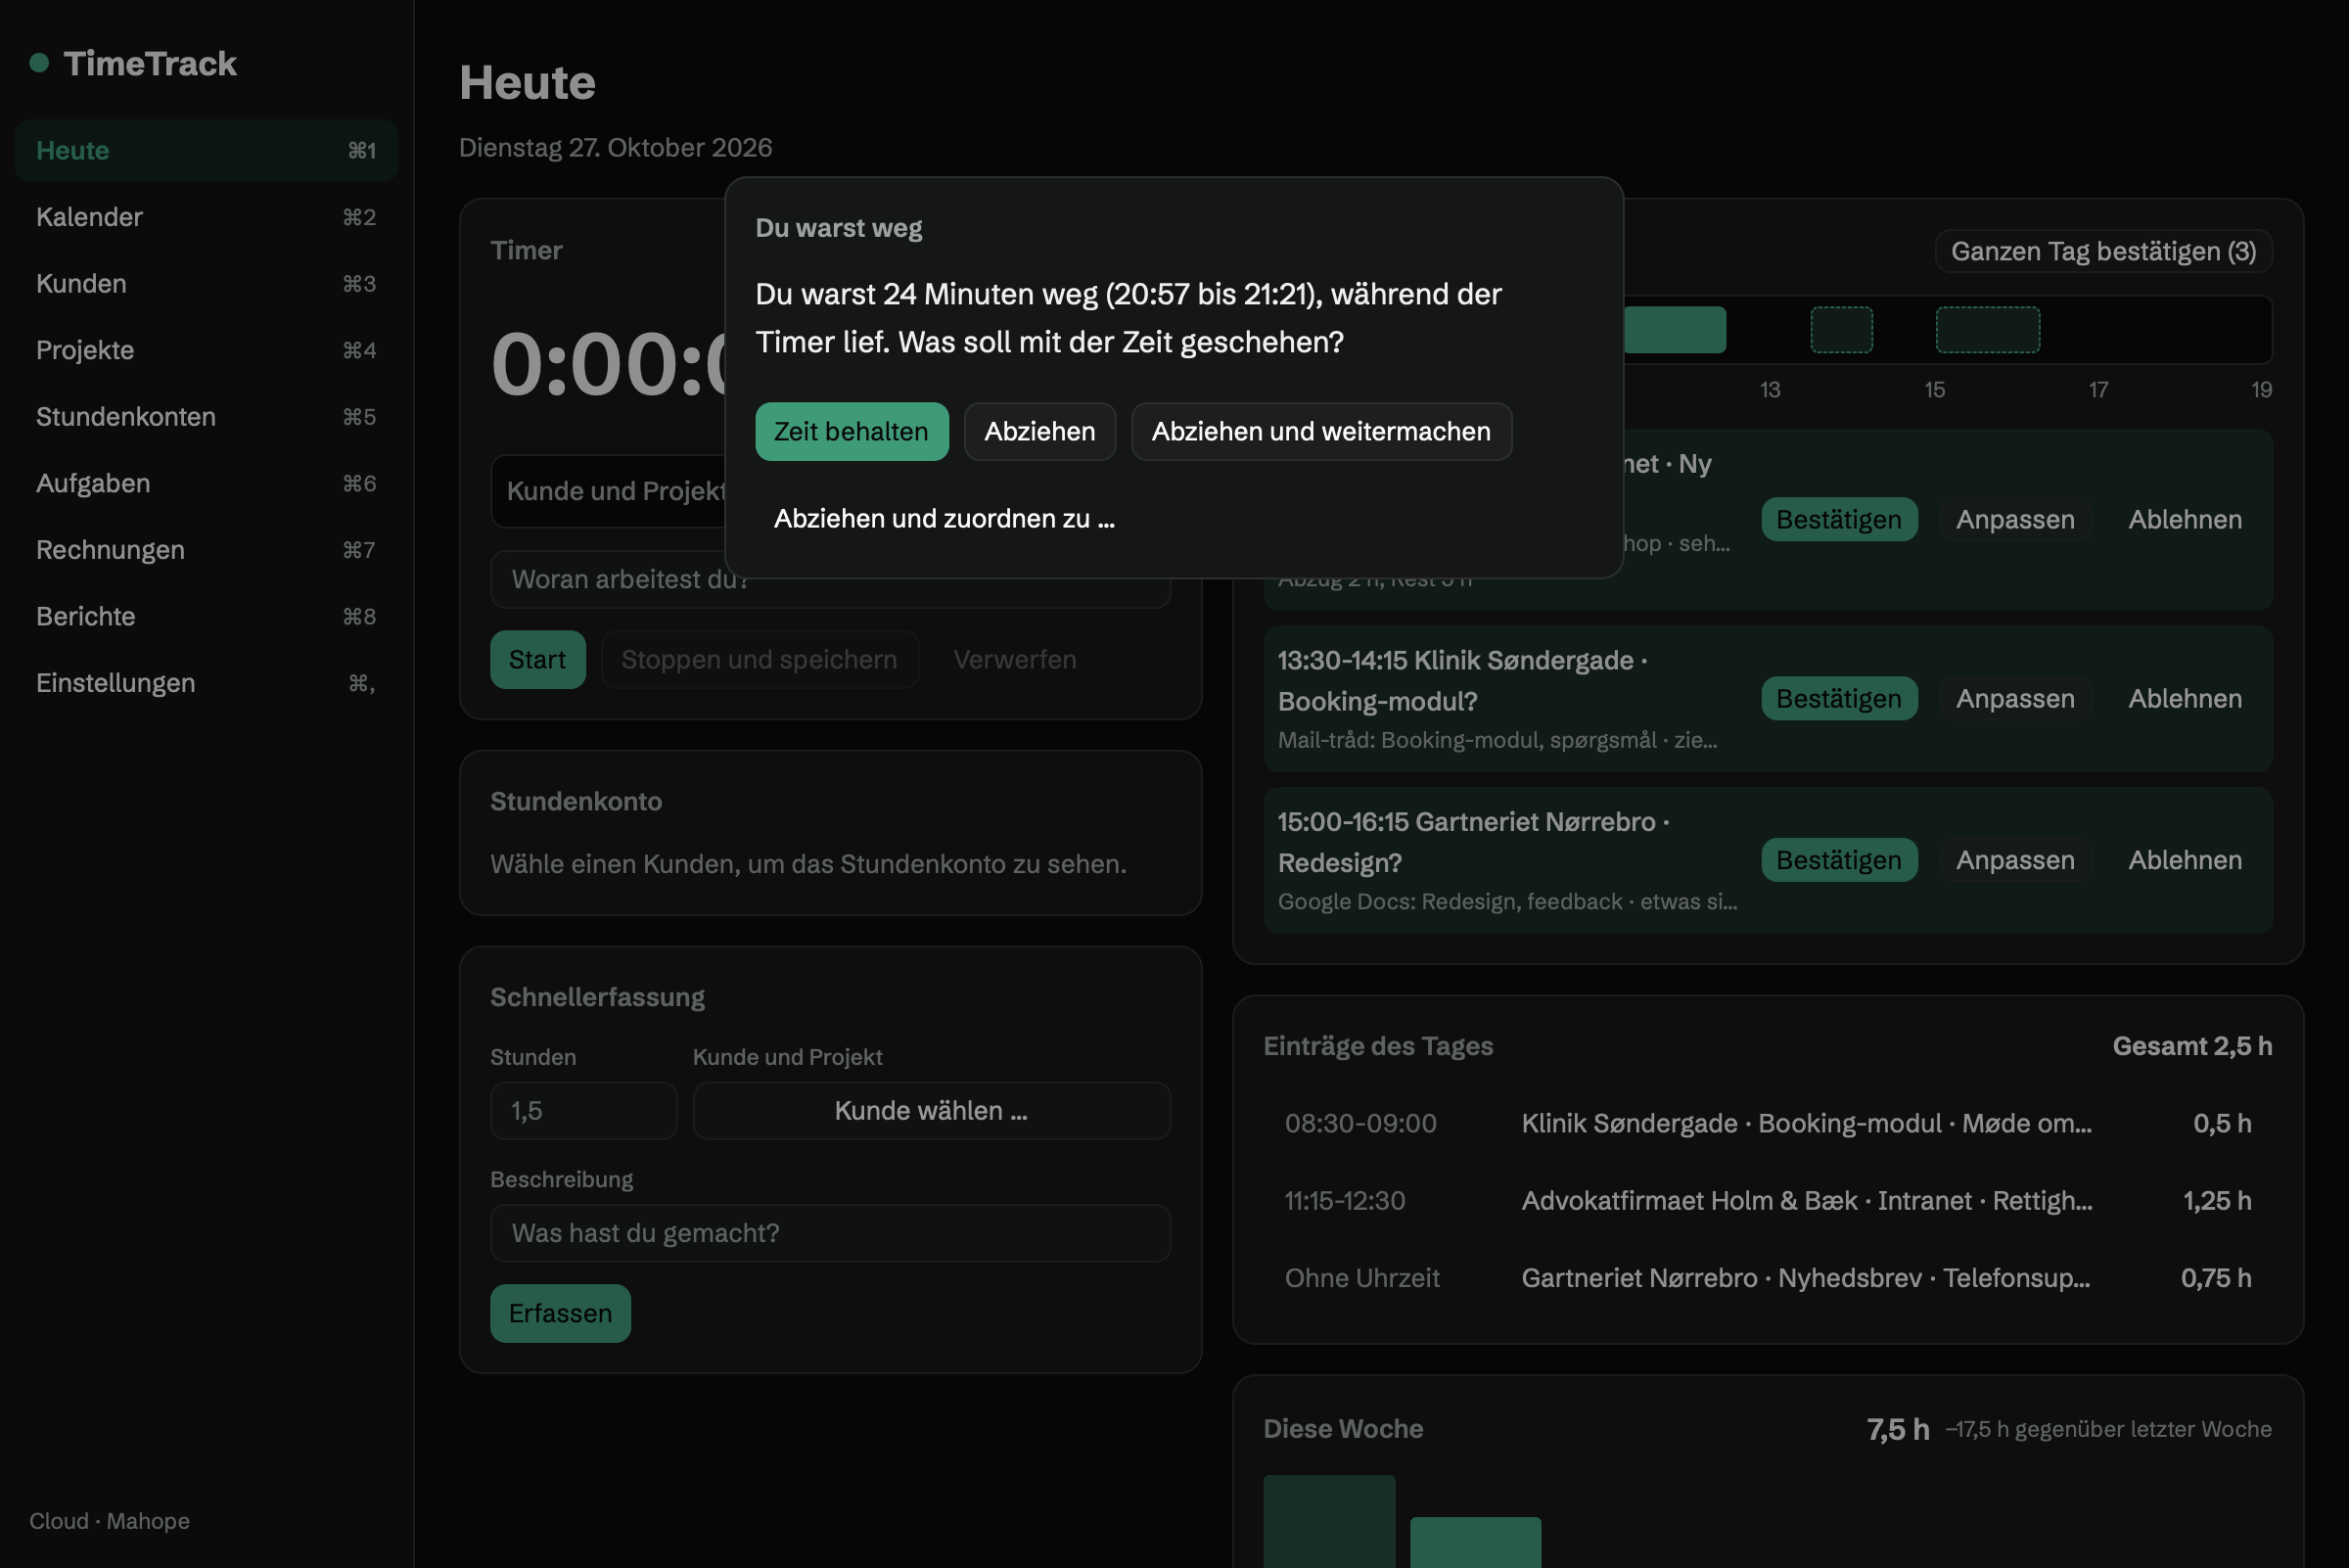 TimeTrack
Heute ⌘1
Kalender ⌘2
Kunden ⌘3
Projekte ⌘4
Stundenkonten ⌘5
Aufgaben ⌘6
Rechnungen ⌘7
Berichte ⌘8
Einstellungen ⌘,
Cloud · Mahope
Heute
Dienstag 27. Oktober 2026
Du warst weg
Du warst 24 Minuten weg (20:57 bis 21:21), während der
Timer lief. Was soll mit der Zeit geschehen?
Zeit behalten
Abziehen
Abziehen und weitermachen
Abziehen und zuordnen zu ...
Timer
0:00:0
Kunde und Projekt
Woran arbeitest du?
Start
Stoppen und speichern
Verwerfen
Stundenkonto
Wähle einen Kunden, um das Stundenkonto zu sehen.
Schnellerfassung
Stunden
Kunde und Projekt
1,5
Kunde wählen ...
Beschreibung
Was hast du gemacht?
Erfassen
Ganzen Tag bestätigen (3)
13 15 17 19
net · Ny
hop · seh...
Abzug 2 h, Rest 5 h
Bestätigen Anpassen Ablehnen
13:30-14:15 Klinik Søndergade ·
Booking-modul?
Mail-tråd: Booking-modul, spørgsmål · zie...
Bestätigen Anpassen Ablehnen
15:00-16:15 Gartneriet Nørrebro ·
Redesign?
Google Docs: Redesign, feedback · etwas si...
Bestätigen Anpassen Ablehnen
Einträge des Tages Gesamt 2,5 h
08:30-09:00 Klinik Søndergade · Booking-modul · Møde om... 0,5 h
11:15-12:30 Advokatfirmaet Holm & Bæk · Intranet · Rettigh... 1,25 h
Ohne Uhrzeit Gartneriet Nørrebro · Nyhedsbrev · Telefonsup... 0,75 h
Diese Woche 7,5 h −17,5 h gegenüber letzter Woche